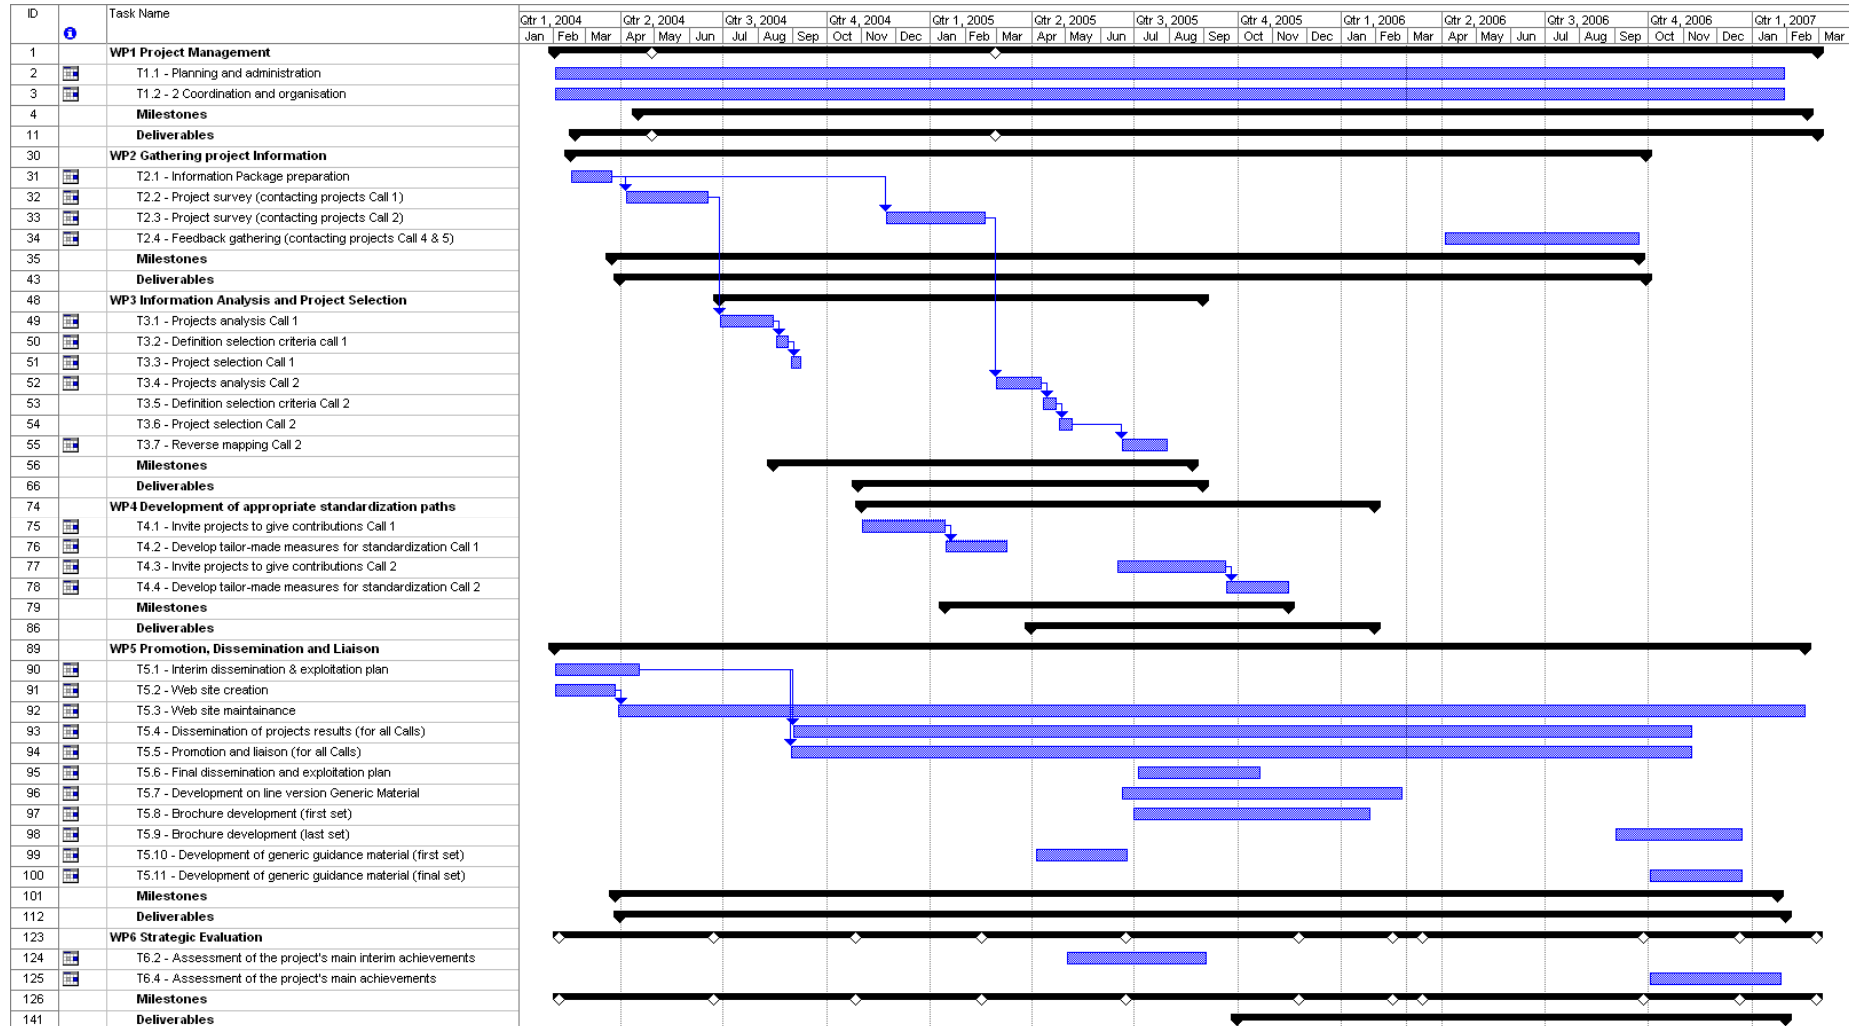 ID Task Name Qtr 1, 2004 Qtr 2, 2004 Qtr 3, 2004 Qtr 4, 2004 Qtr 1, 2005 Qtr 2, 2005 Qtr 3, 2005 Qtr 4, 2005 Qtr 1, 2006 Qtr 2, 2006 Qtr 3, 2006 Qtr 4, 2006 Qtr 1, 2007
Jan Feb Mar Apr May Jun Jul Aug Sep Oct Nov Dec Jan Feb Mar Apr May Jun Jul Aug Sep Oct Nov Dec Jan Feb Mar Apr May Jun Jul Aug Sep Oct Nov Dec Jan Feb Mar
1 WP1 Project Management
2 T1.1 - Planning and administration
3 T1.2 - 2 Coordination and organisation
4 Milestones
11 Deliverables
30 WP2 Gathering project Information
31 T2.1 - Information Package preparation
32 T2.2 - Project survey (contacting projects Call 1)
33 T2.3 - Project survey (contacting projects Call 2)
34 T2.4 - Feedback gathering (contacting projects Call 4 & 5)
35 Milestones
43 Deliverables
48 WP3 Information Analysis and Project Selection
49 T3.1 - Projects analysis Call 1
50 T3.2 - Definition selection criteria call 1
51 T3.3 - Project selection Call 1
52 T3.4 - Projects analysis Call 2
53 T3.5 - Definition selection criteria Call 2
54 T3.6 - Project selection Call 2
55 T3.7 - Reverse mapping Call 2
56 Milestones
66 Deliverables
74 WP4 Development of appropriate standardization paths
75 T4.1 - Invite projects to give contributions Call 1
76 T4.2 - Develop tailor-made measures for standardization Call 1
77 T4.3 - Invite projects to give contributions Call 2
78 T4.4 - Develop tailor-made measures for standardization Call 2
79 Milestones
86 Deliverables
89 WP5 Promotion, Dissemination and Liaison
90 T5.1 - Interim dissemination & exploitation plan
91 T5.2 - Web site creation
92 T5.3 - Web site maintainance
93 T5.4 - Dissemination of projects results (for all Calls)
94 T5.5 - Promotion and liaison (for all Calls)
95 T5.6 - Final dissemination and exploitation plan
96 T5.7 - Development on line version Generic Material
97 T5.8 - Brochure development (first set)
98 T5.9 - Brochure development (last set)
99 T5.10 - Development of generic guidance material (first set)
100 T5.11 - Development of generic guidance material (final set)
101 Milestones
112 Deliverables
123 WP6 Strategic Evaluation
124 T6.2 - Assessment of the project's main interim achievements
125 T6.4 - Assessment of the project's main achievements
126 Milestones
141 Deliverables